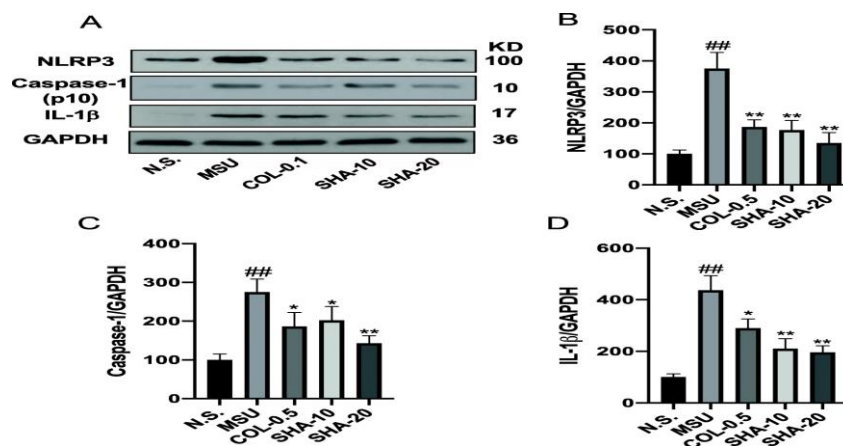 A
KD
NLRP3
100
Caspase-1
(p10)
10
IL-1β
17
GAPDH
36
N.S. MSU COL-0.1 SHA-10 SHA-20
B
NLRP3/GAPDH
500
400
300
200
100
0
##
**
**
**
N.S. MSU COL-0.5 SHA-10 SHA-20
C
Caspase-1/GAPDH
400
300
200
100
0
##
*
*
**
N.S. MSU COL-0.5 SHA-10 SHA-20
D
IL-1β/GAPDH
600
400
200
0
##
*
**
**
N.S. MSU COL-0.5 SHA-10 SHA-20